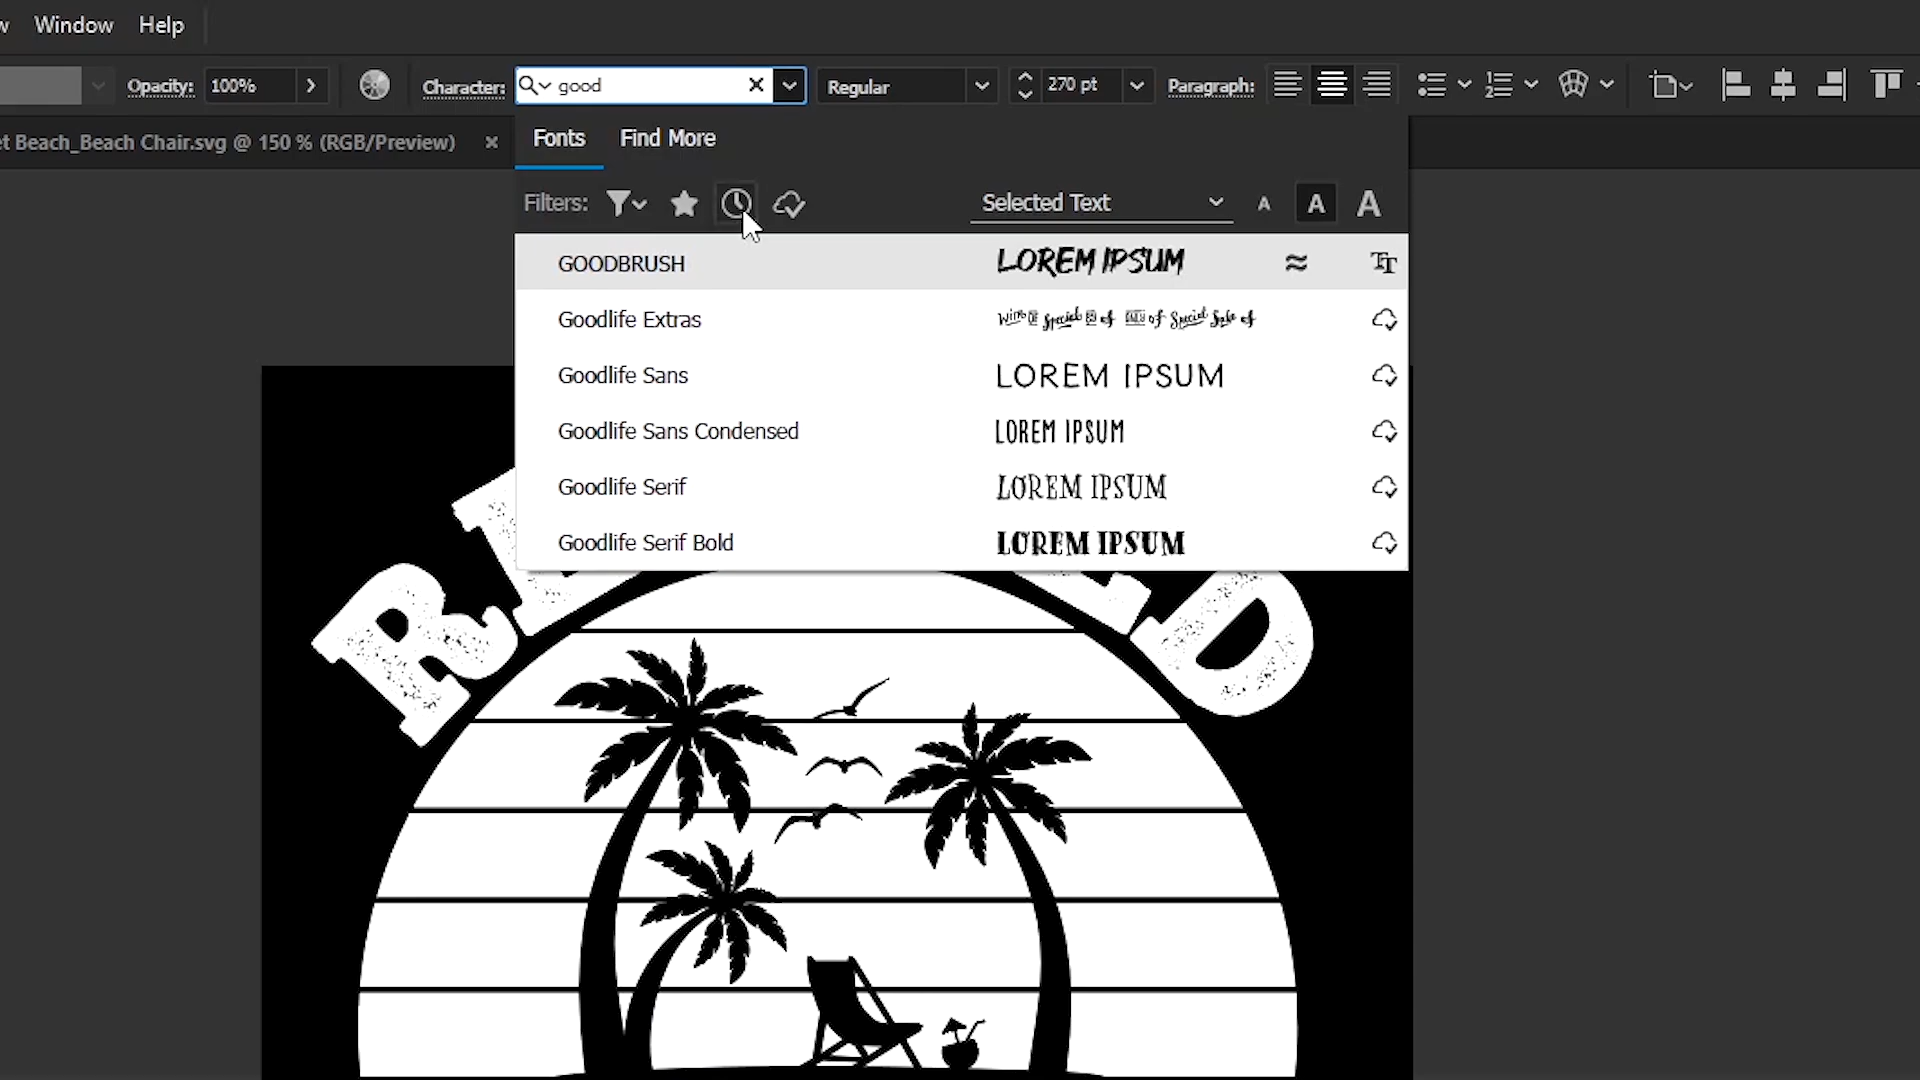 Window Help
Opacity: 100% Character: good Regular 270 pt Paragraph:
t Beach_Beach Chair.svg @ 150 % (RGB/Preview) ×
Fonts Find More
Filters: Selected Text A A A
GOODBRUSH LOREM IPSUM
Goodlife Extras
Goodlife Sans LOREM IPSUM
Goodlife Sans Condensed LOREM IPSUM
Goodlife Serif LOREM IPSUM
Goodlife Serif Bold LOREM IPSUM
R D